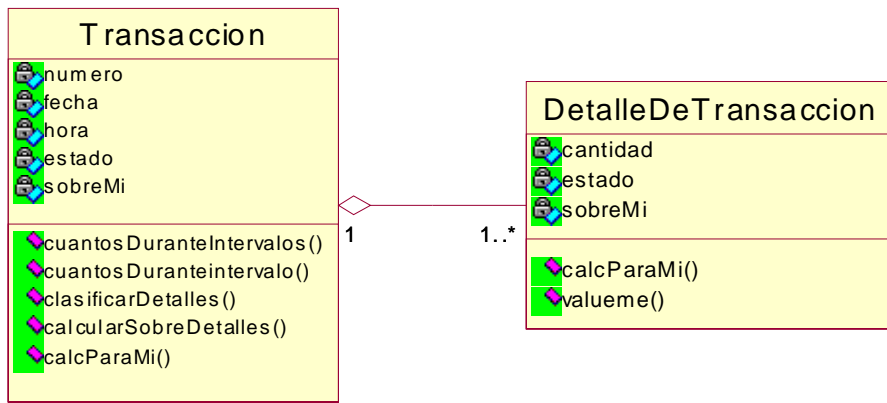 Transaccion
numero
fecha
hora
estado
sobreMi
cuantosDuranteIntervalos()
cuantosDuranteintervalo()
clasificarDetalles()
calcularSobreDetalles()
calcParaMi()
1
1..*
DetalleDeTransaccion
cantidad
estado
sobreMi
calcParaMi()
valueme()